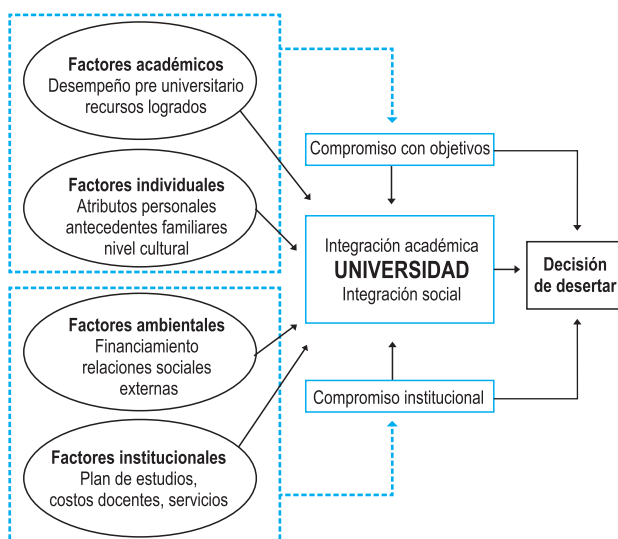 Factores académicos
Desempeño pre universitario
recursos logrados
Factores individuales
Atributos personales
antecedentes familiares
nivel cultural
Factores ambientales
Financiamiento
relaciones sociales
externas
Factores institucionales
Plan de estudios,
costos docentes, servicios
Compromiso con objetivos
Integración académica
UNIVERSIDAD
Integración social
Compromiso institucional
Decisión
de desertar